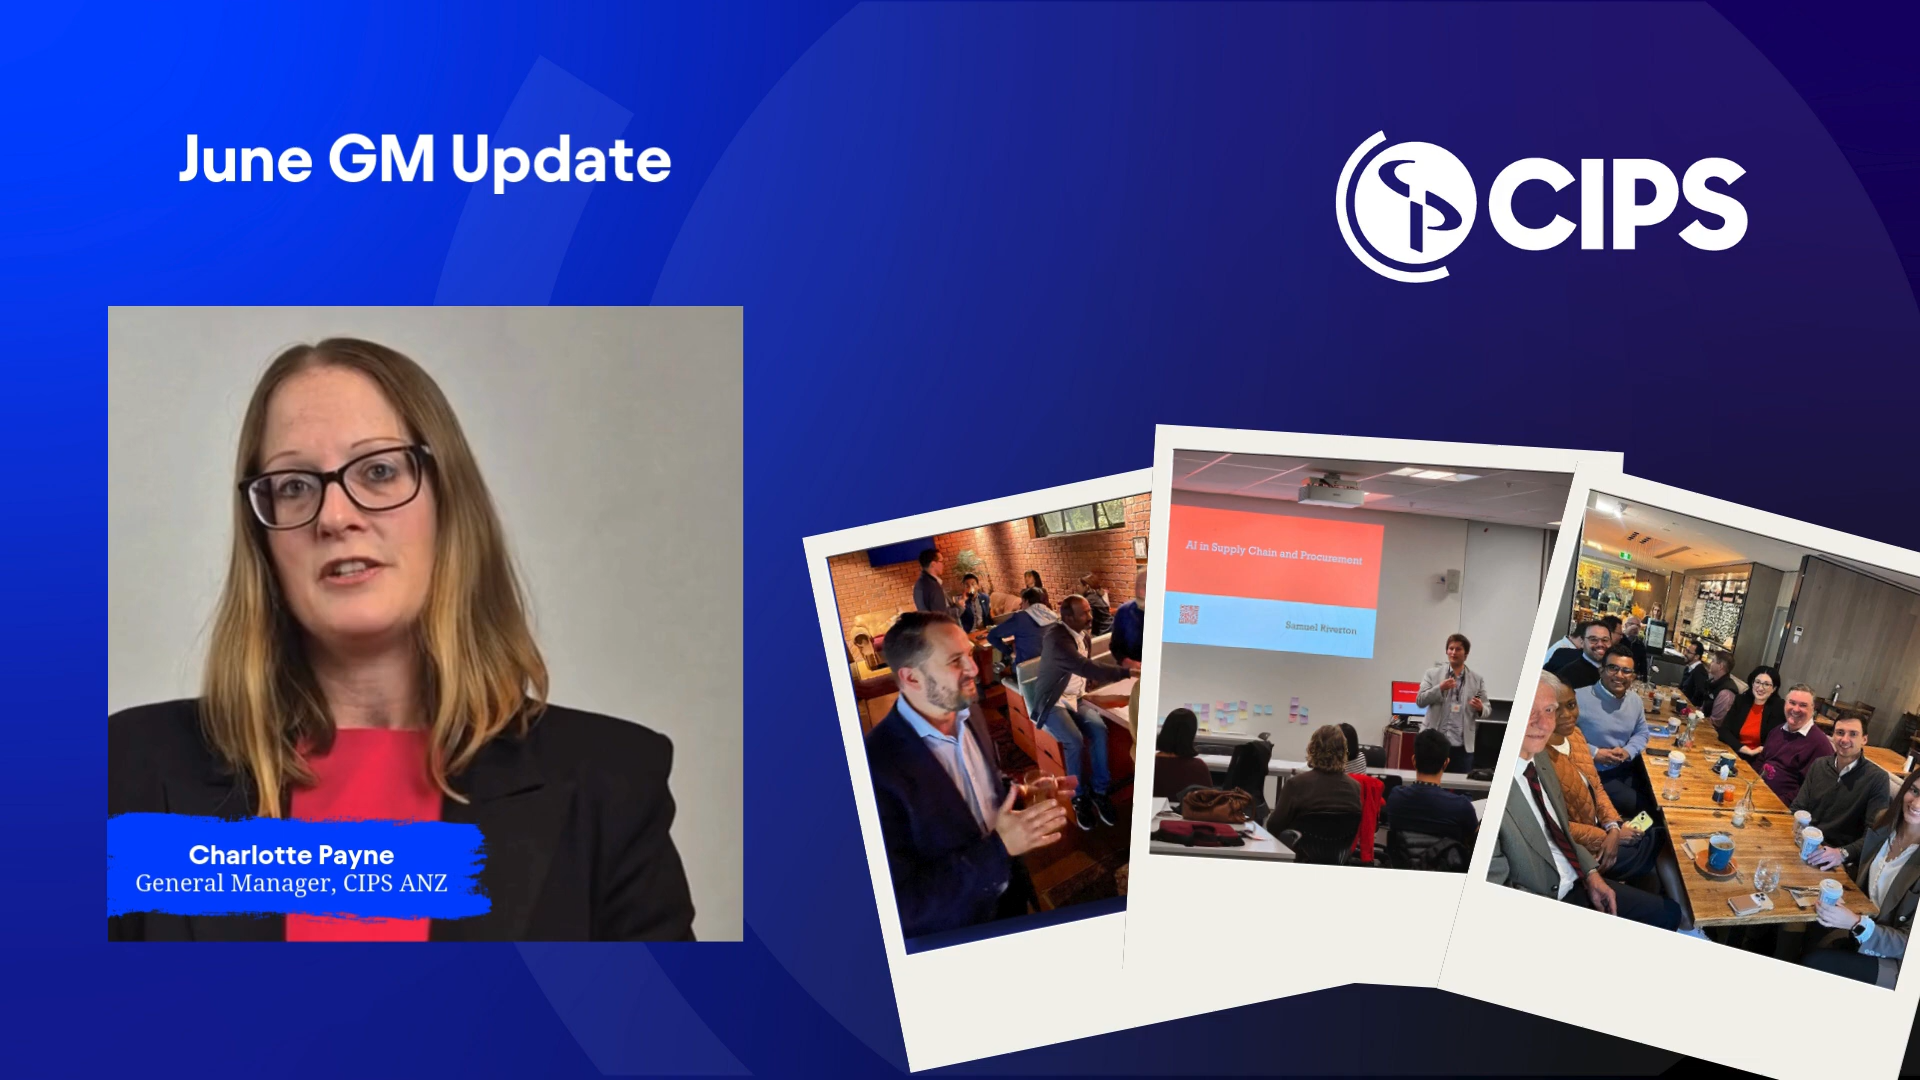 June GM Update
CIPS
Charlotte Payne
General Manager, CIPS ANZ
AI in Supply Chain and Procurement
Samuel Riverton